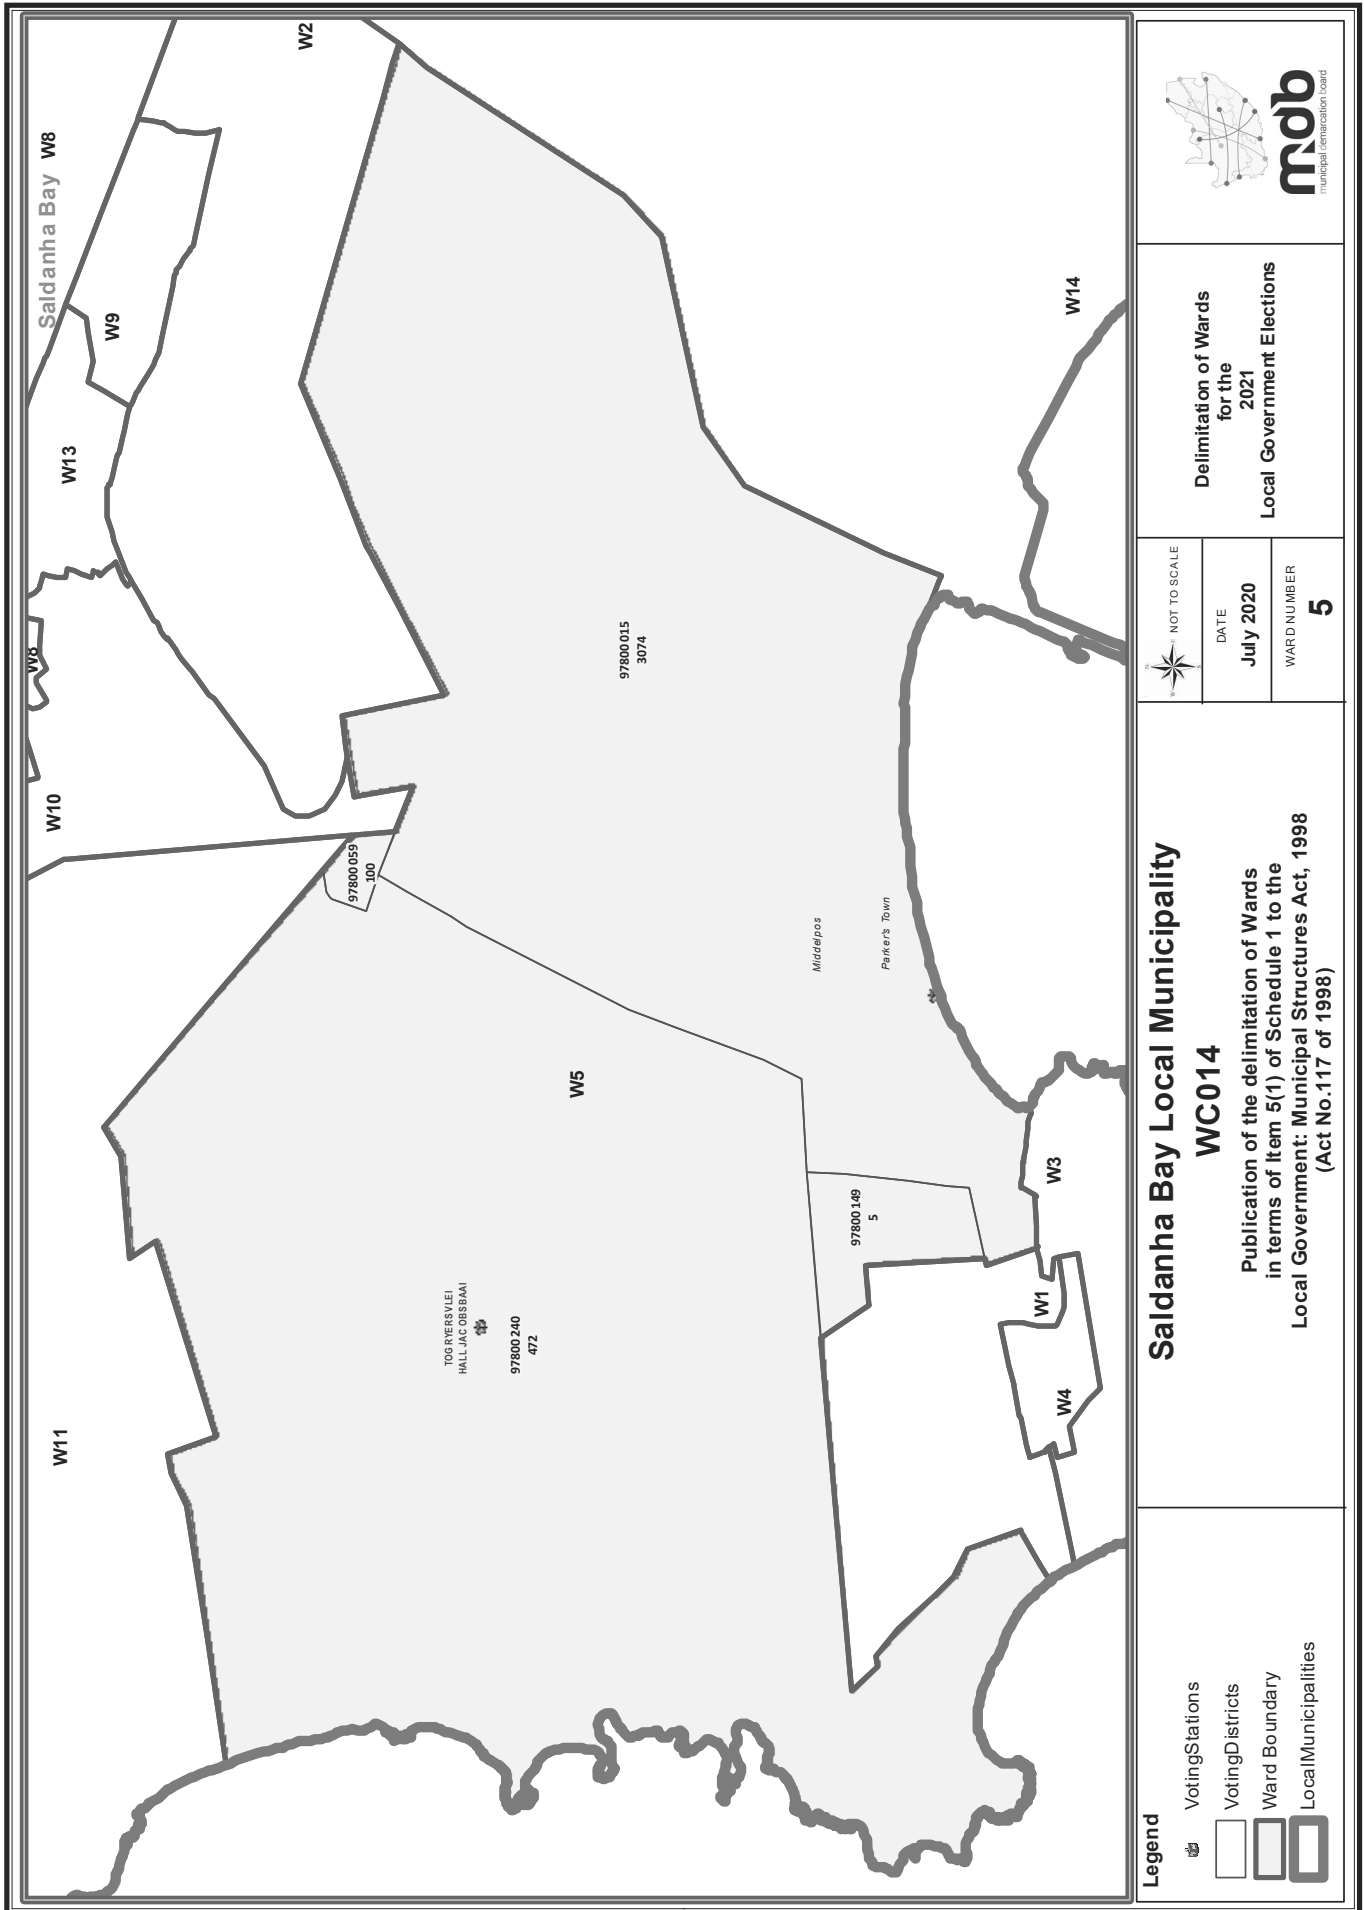 Saldanha Bay
W8
W2
W9
W13
W8
W10
W11
W14
97800015
3074
97800059
100
W5
Middelpos
Parker's Town
97800149
5
TOGRYERSVLEI
HALL JACOBSBAAI
97800240
472
W3
W1
W4
Legend
VotingStations
VotingDistricts
Ward Boundary
LocalMunicipalities
Saldanha Bay Local Municipality
WC014
Publication of the delimitation of Wards
in terms of Item 5(1) of Schedule 1 to the
Local Government: Municipal Structures Act, 1998
(Act No.117 of 1998)
N
E
S
W
NOT TO SCALE
DATE
July 2020
WARD NUMBER
5
Delimitation of Wards
for the
2021
Local Government Elections
mdb
municipal demarcation board